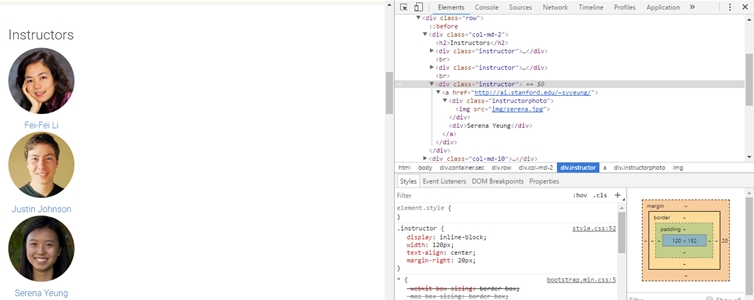 Instructors
Fei-Fei Li
Justin Johnson
Serena Yeung
Elements Console Sources Network Timeline Profiles Application »
▼<div class="row">
::before
▼<div class="col-md-2">
<h2>Instructors</h2>
▶<div class="instructor">…</div>
<br>
▶<div class="instructor">…</div>
<br>
▼<div class="instructor"> == $0
▼<a href="http://ai.stanford.edu/~syyeung/">
▼<div class="instructorphoto">
<img src="img/serena.jpg">
</div>
<div>Serena Yeung</div>
</a>
</div>
▶<div class="col-md-10">…</div>
html body div.container.sec div.row div.col-md-2 div.instructor a div.instructorphoto img
Styles Event Listeners DOM Breakpoints Properties
Filter :hov .cls +
element.style {
}
.instructor { style.css:52
display: inline-block;
width: 120px;
text-align: center;
margin-right: 20px;
}
* { bootstrap.min.css:5
-webkit-box-sizing: border-box;
-moz-box-sizing: border-box;
margin –
border –
padding –
– – – 120 × 152 – – 20
–
–
–
Filter Show all